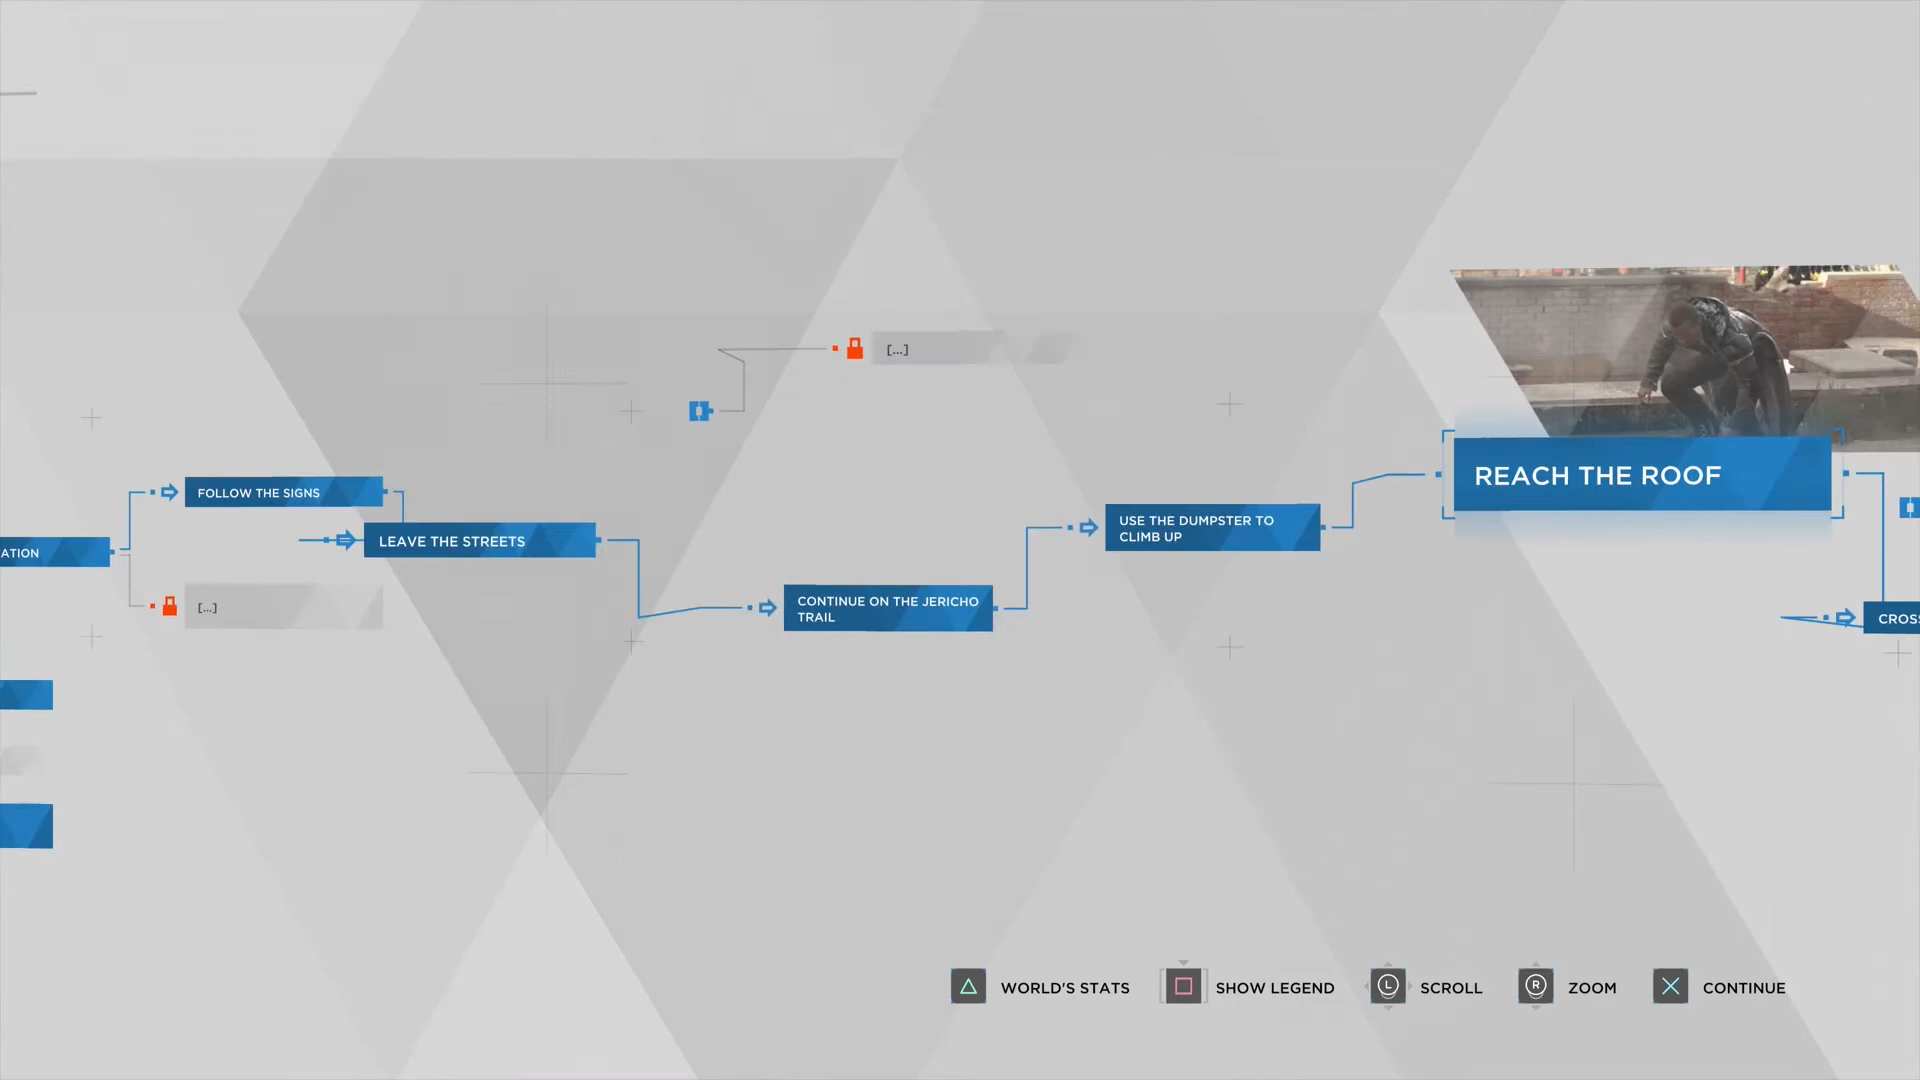 [...]
REACH THE ROOF
FOLLOW THE SIGNS
USE THE DUMPSTER TO
CLIMB UP
LEAVE THE STREETS
ATION
CONTINUE ON THE JERICHO
TRAIL
[...]
CROSS
WORLD'S STATS
L
R
SHOW LEGEND
SCROLL
ZOOM
CONTINUE